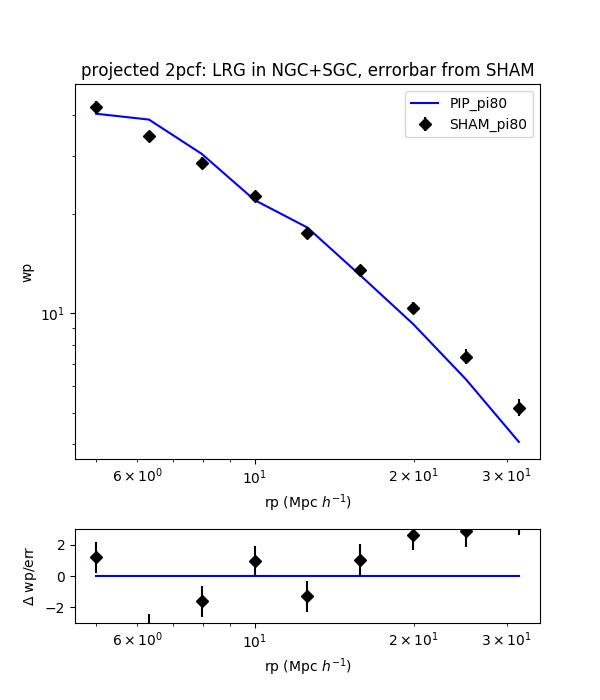 projected 2pcf: LRG in NGC+SGC, errorbar from SHAM
PIP_pi80
SHAM_pi80
wp
10¹
6 × 10⁰
10¹
2 × 10¹
3 × 10¹
rp (Mpc h⁻¹)
Δ wp/err
2
0
−2
6 × 10⁰
10¹
2 × 10¹
3 × 10¹
rp (Mpc h⁻¹)